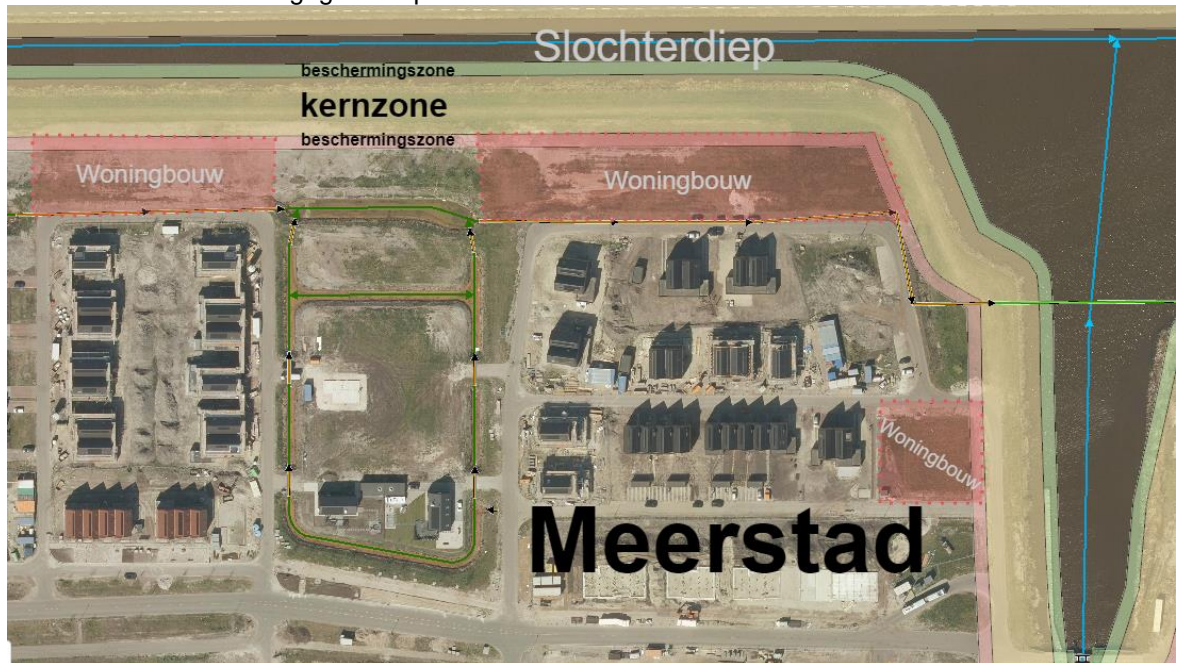 Slochterdiep
beschermingszone
kernzone
beschermingszone
Woningbouw
Woningbouw
Woningbouw
Meerstad